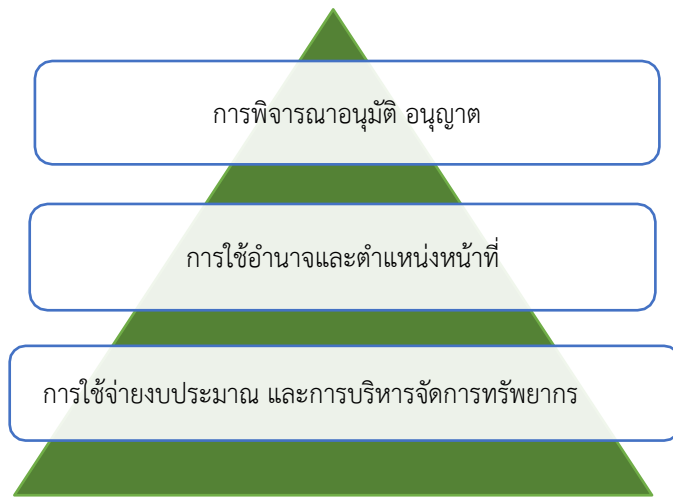 การพิจารณาอนุมัติ อนุญาต
การใช้อำนาจและตำแหน่งหน้าที่
การใช้จ่ายงบประมาณ และการบริหารจัดการทรัพยากร